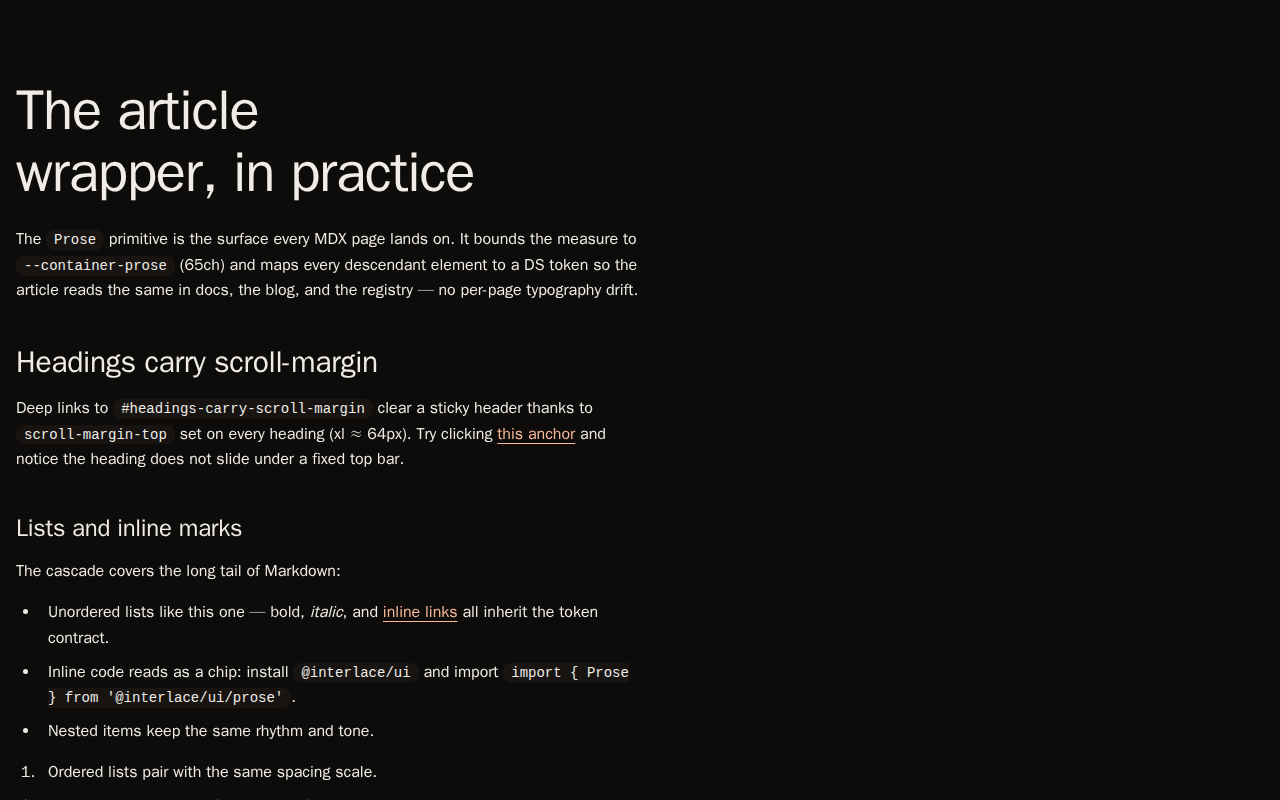 The article
wrapper, in practice
The Prose primitive is the surface every MDX page lands on. It bounds the measure to
--container-prose (65ch) and maps every descendant element to a DS token so the
article reads the same in docs, the blog, and the registry — no per-page typography drift.
Headings carry scroll-margin
Deep links to #headings-carry-scroll-margin clear a sticky header thanks to
scroll-margin-top set on every heading (xl ≈ 64px). Try clicking this anchor and
notice the heading does not slide under a fixed top bar.
Lists and inline marks
The cascade covers the long tail of Markdown:
• Unordered lists like this one — bold, italic, and inline links all inherit the token
contract.
• Inline code reads as a chip: install @interlace/ui and import import { Prose
} from '@interlace/ui/prose' .
• Nested items keep the same rhythm and tone.
1. Ordered lists pair with the same spacing scale.